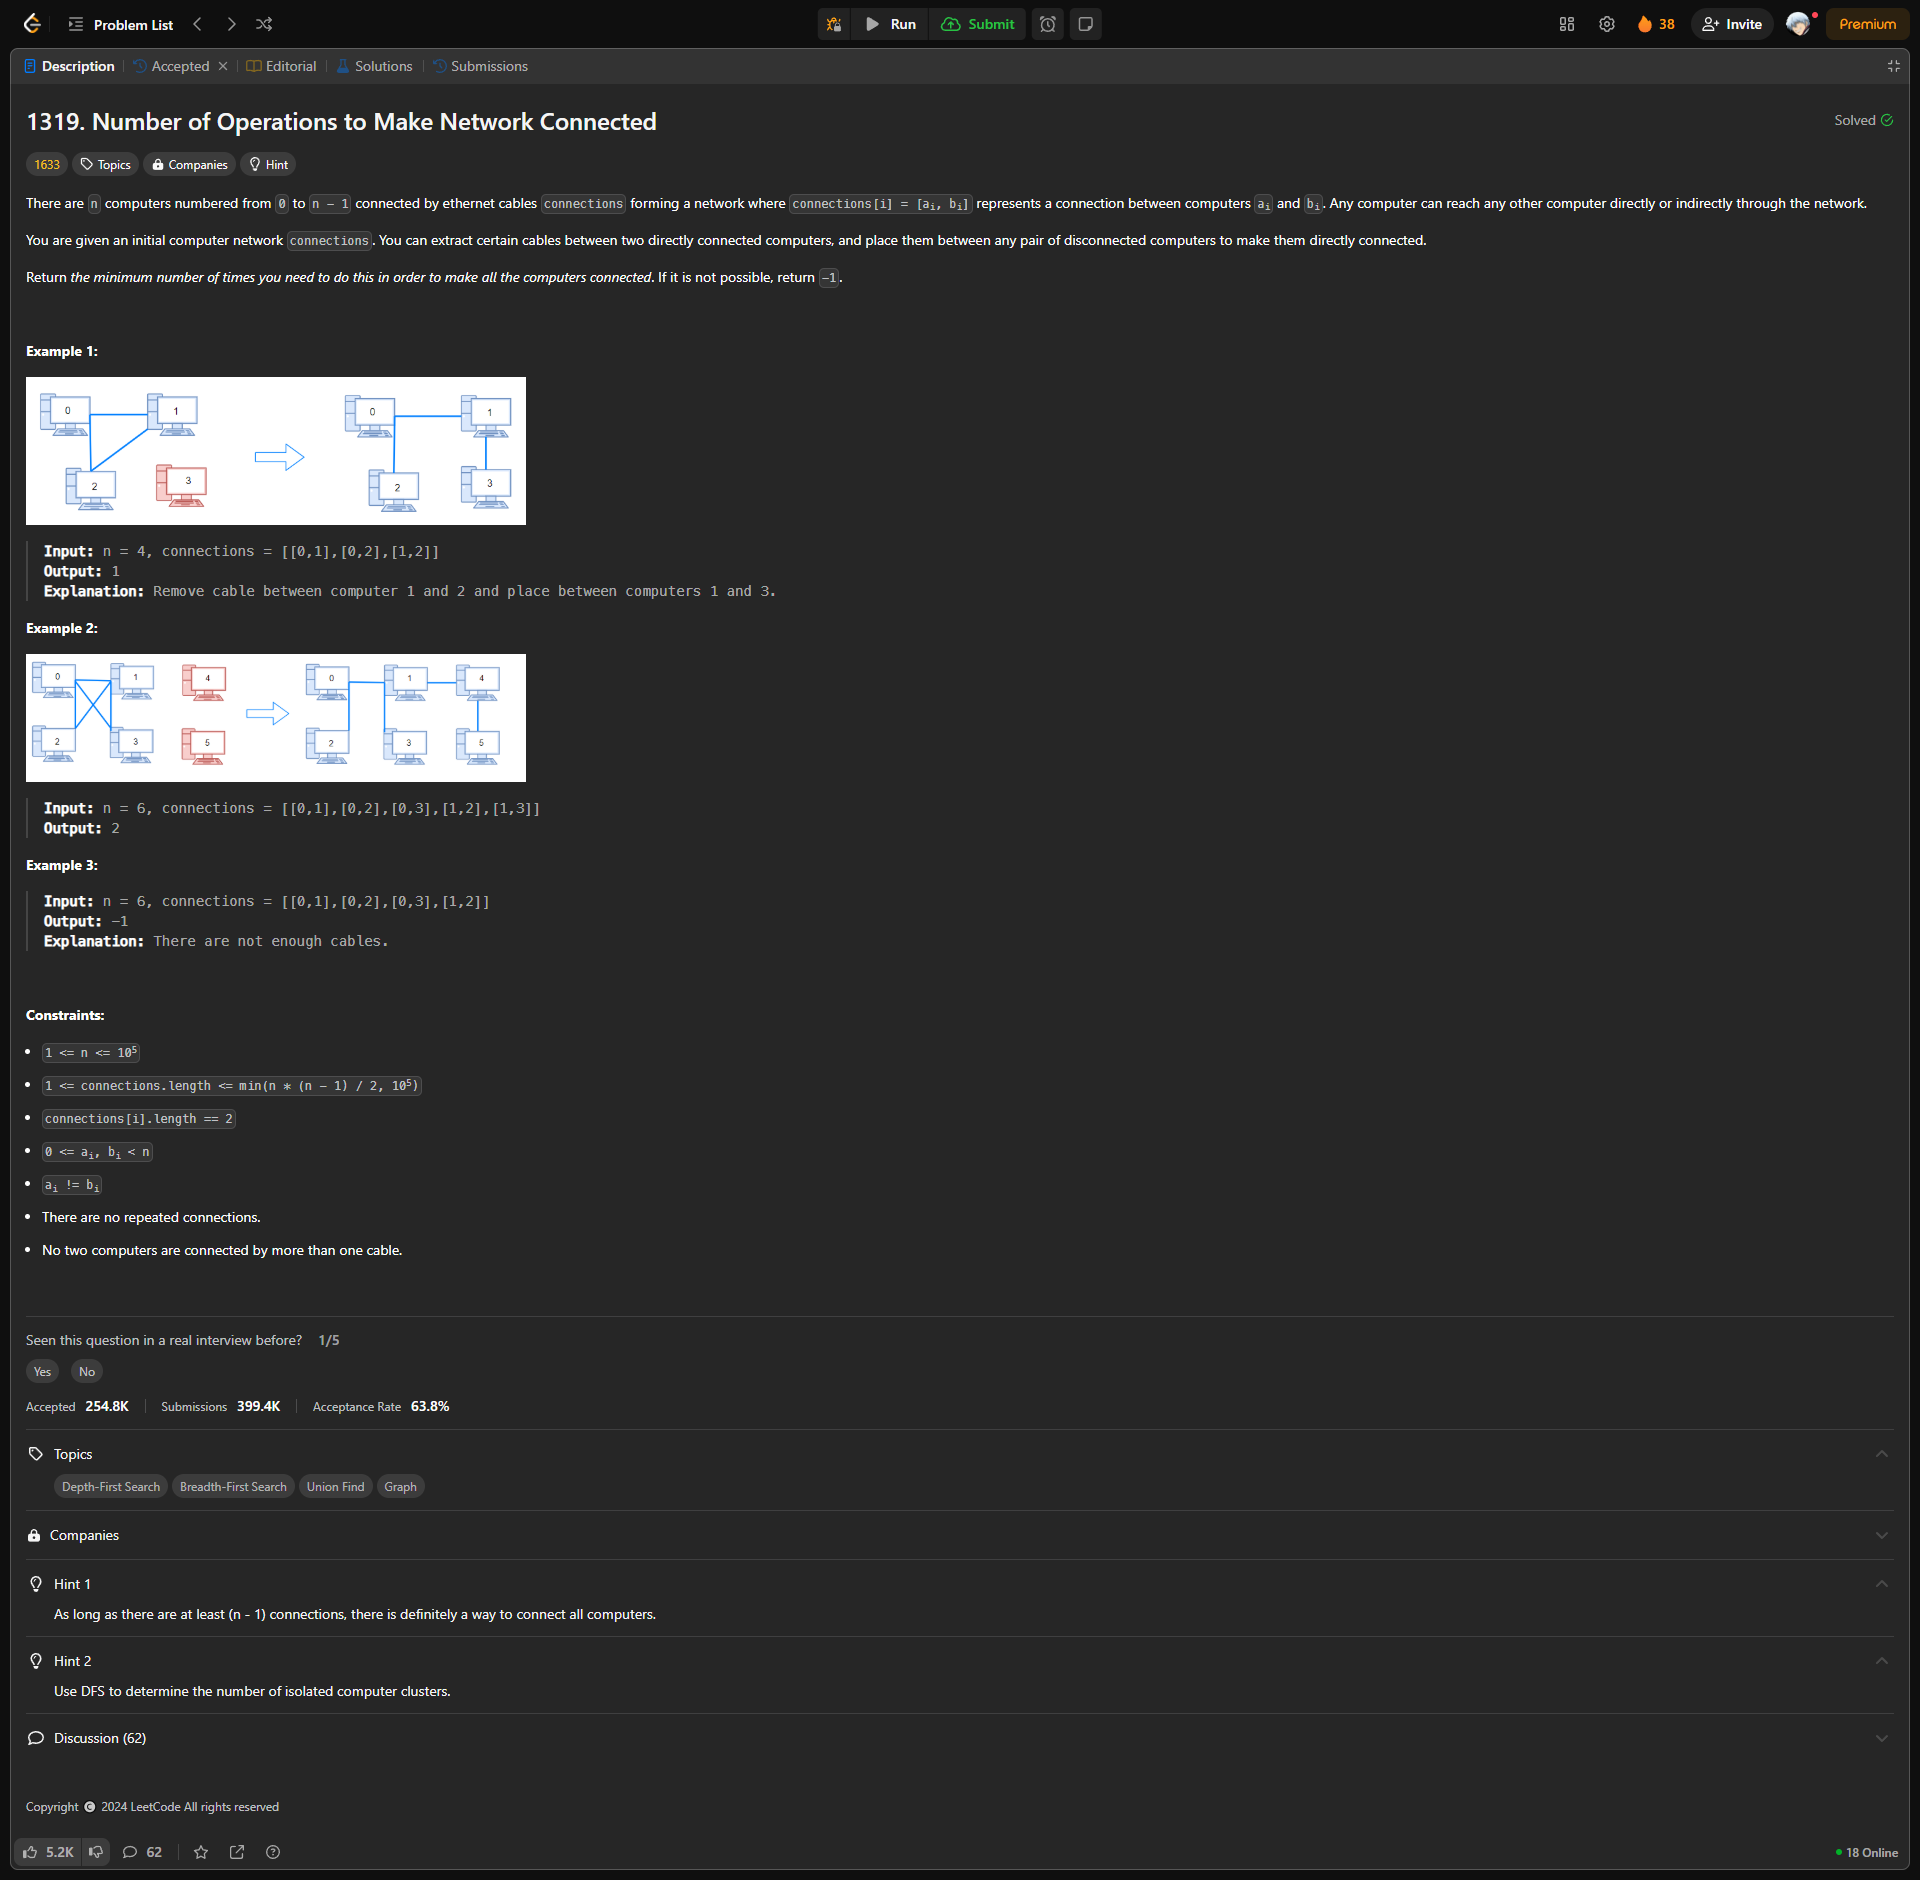 Problem List
Run
Submit
38
Invite
Premium
Description
Accepted
Editorial
Solutions
Submissions
1319. Number of Operations to Make Network Connected
Solved
1633
Topics
Companies
Hint
There are n computers numbered from 0 to n - 1 connected by ethernet cables connections forming a network where connections[i] = [ai, bi] represents a connection between computers ai and bi. Any computer can reach any other computer directly or indirectly through the network.
You are given an initial computer network connections. You can extract certain cables between two directly connected computers, and place them between any pair of disconnected computers to make them directly connected.
Return the minimum number of times you need to do this in order to make all the computers connected. If it is not possible, return -1.
Example 1:
0 1 0 1
2 3 2 3
Input: n = 4, connections = [[0,1],[0,2],[1,2]]
Output: 1
Explanation: Remove cable between computer 1 and 2 and place between computers 1 and 3.
Example 2:
0 1 4 0 1 4
2 3 5 2 3 5
Input: n = 6, connections = [[0,1],[0,2],[0,3],[1,2],[1,3]]
Output: 2
Example 3:
Input: n = 6, connections = [[0,1],[0,2],[0,3],[1,2]]
Output: -1
Explanation: There are not enough cables.
Constraints:
1 <= n <= 10⁵
1 <= connections.length <= min(n * (n - 1) / 2, 10⁵)
connections[i].length == 2
0 <= ai, bi < n
ai != bi
There are no repeated connections.
No two computers are connected by more than one cable.
Seen this question in a real interview before? 1/5
Yes
No
Accepted 254.8K
Submissions 399.4K
Acceptance Rate 63.8%
Topics
Depth-First Search
Breadth-First Search
Union Find
Graph
Companies
Hint 1
As long as there are at least (n - 1) connections, there is definitely a way to connect all computers.
Hint 2
Use DFS to determine the number of isolated computer clusters.
Discussion (62)
Copyright © 2024 LeetCode All rights reserved
5.2K
62
18 Online